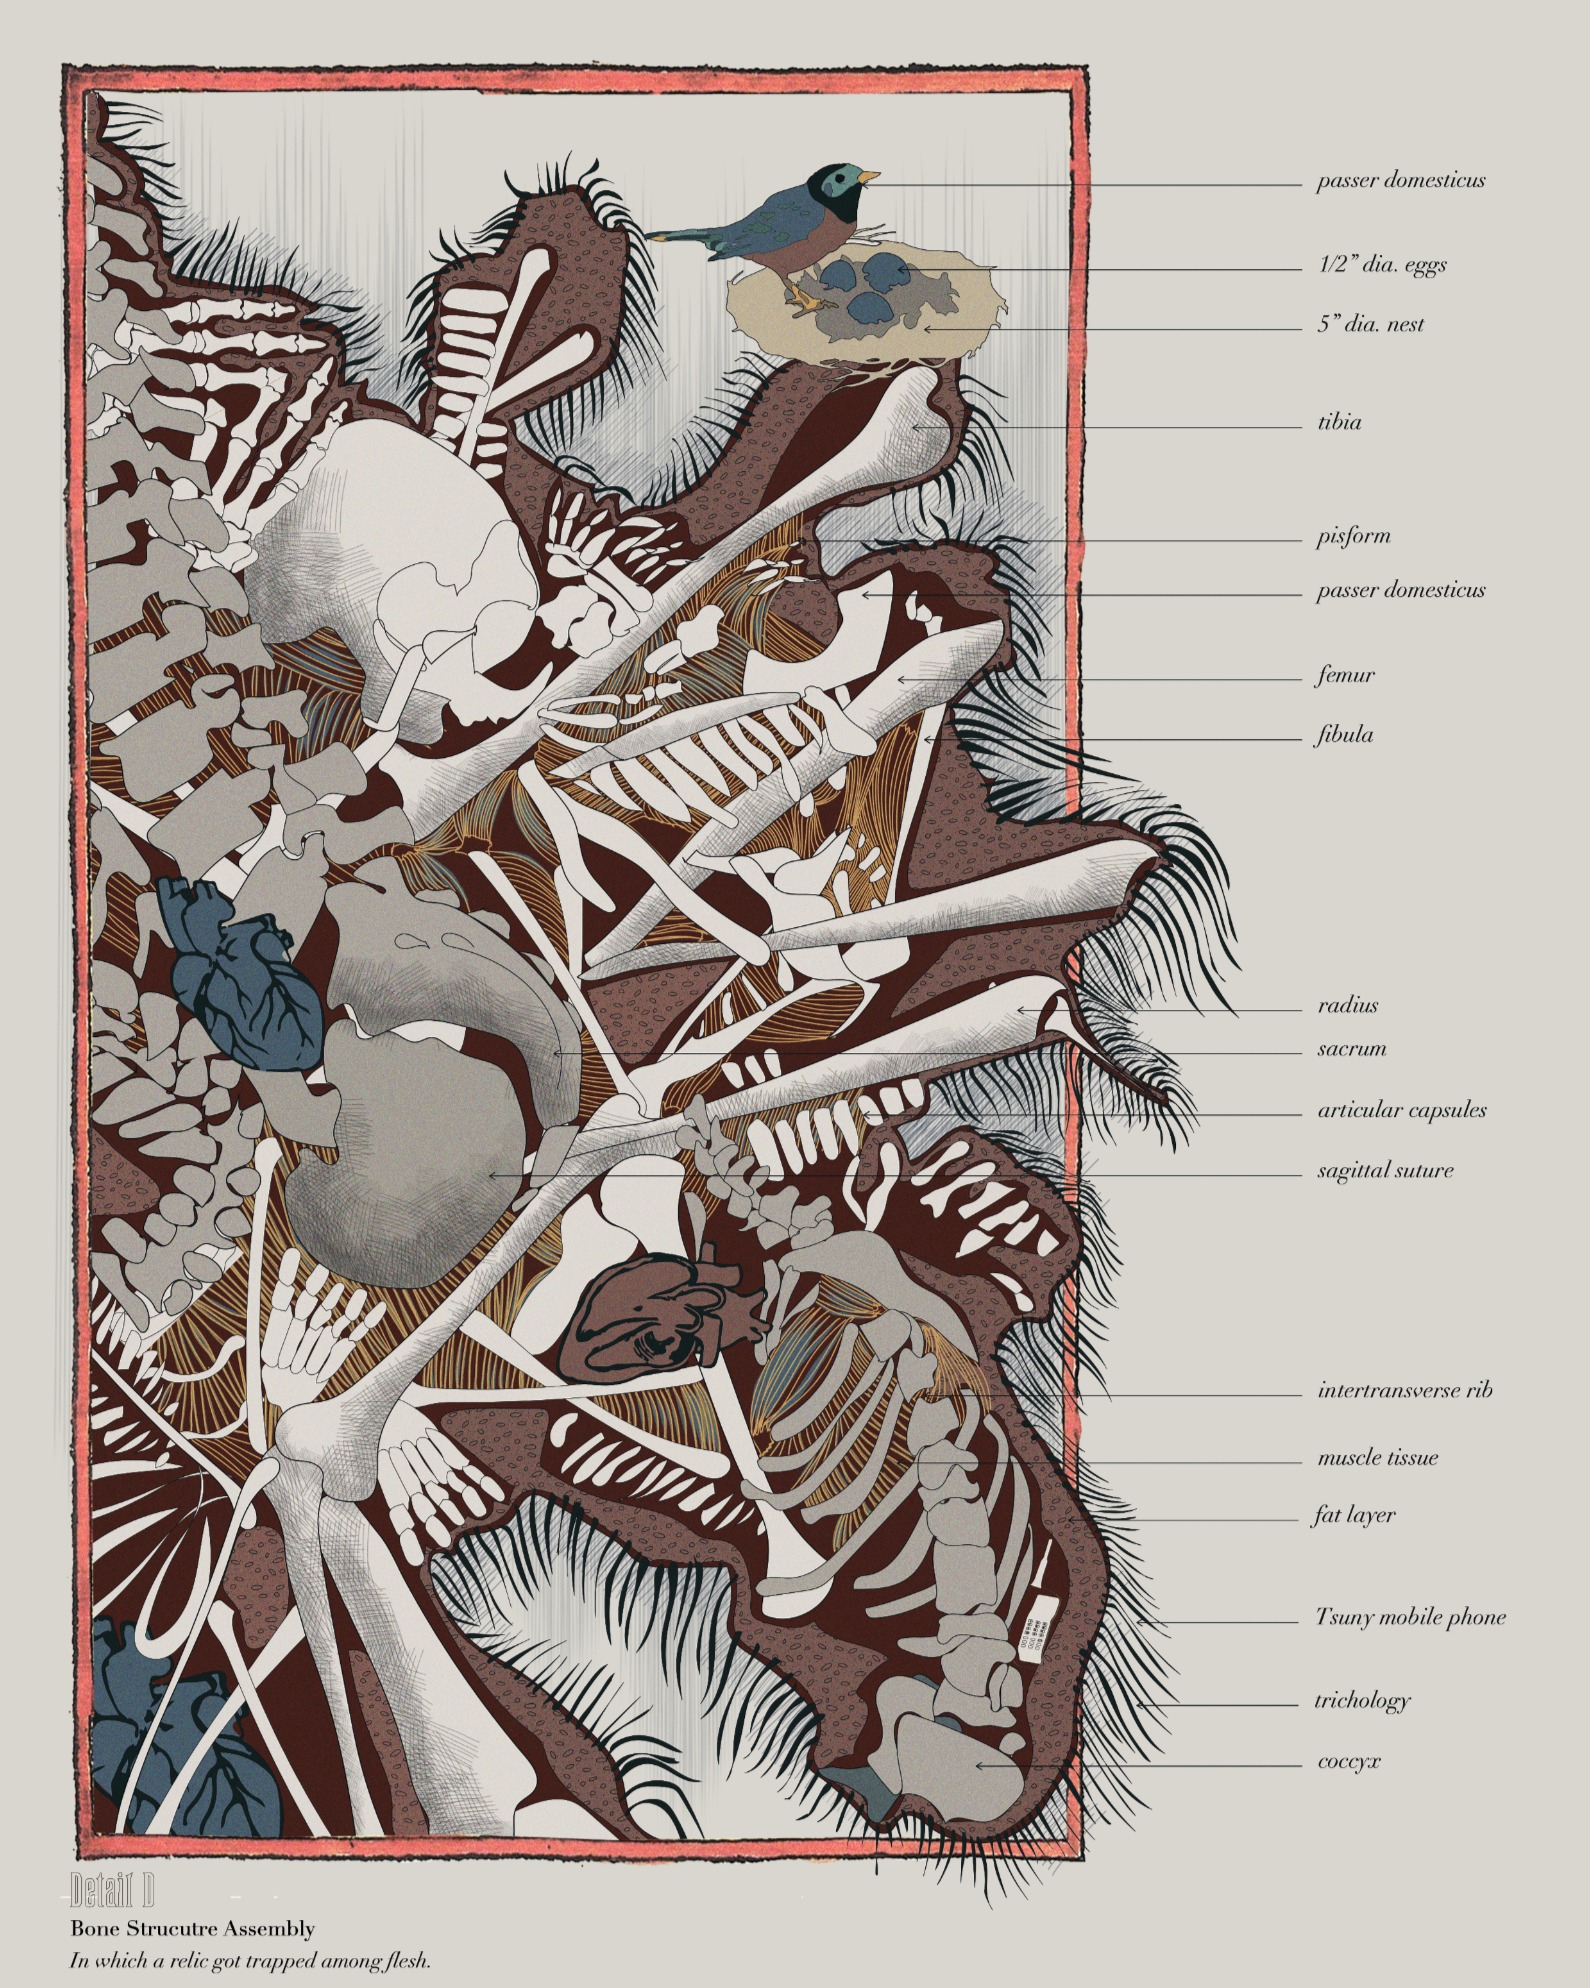 passer domesticus
1/2” dia. eggs
5” dia. nest
tibia
pisform
passer domesticus
femur
fibula
radius
sacrum
articular capsules
sagittal suture
intertransverse rib
muscle tissue
fat layer
Tsuny mobile phone
trichology
coccyx
Detail D
Bone Strucutre Assembly
In which a relic got trapped among flesh.